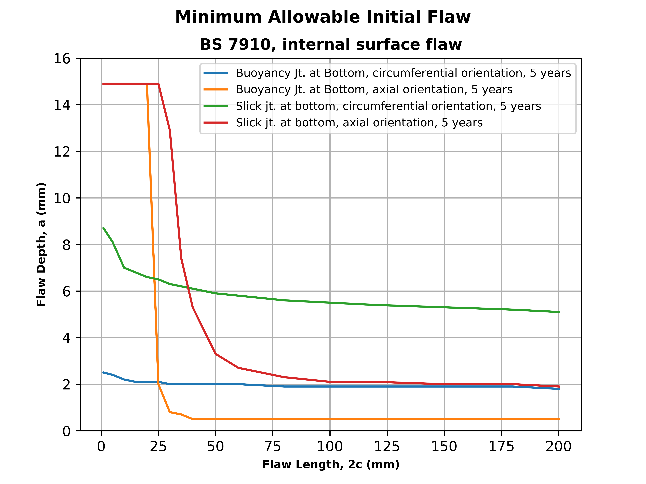 Minimum Allowable Initial Flaw
BS 7910, internal surface flaw
Buoyancy Jt. at Bottom, circumferential orientation, 5 years
Buoyancy Jt. at Bottom, axial orientation, 5 years
Slick jt. at bottom, circumferential orientation, 5 years
Slick jt. at bottom, axial orientation, 5 years
Flaw Depth, a (mm)
16
14
12
10
8
6
4
2
0
0 25 50 75 100 125 150 175 200
Flaw Length, 2c (mm)